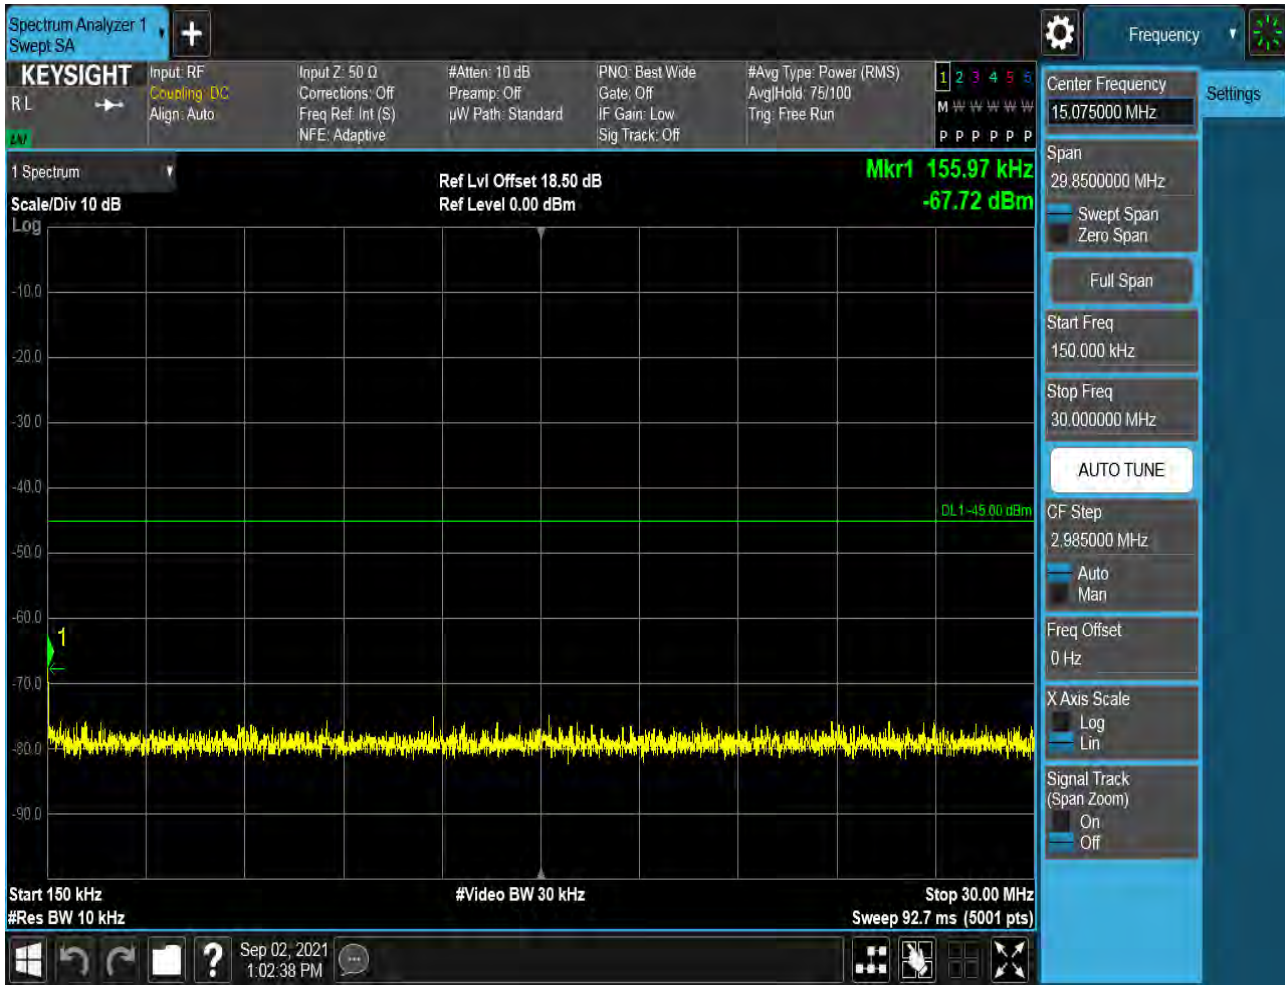 Spectrum Analyzer 1
Swept SA
Frequency
KEYSIGHT
R L
LNI
Input: RF
Coupling: DC
Align: Auto
Input Z: 50 Ω
Corrections: Off
Freq Ref: Int (S)
NFE: Adaptive
#Atten: 10 dB
Preamp: Off
µW Path: Standard
PNO: Best Wide
Gate: Off
IF Gain: Low
Sig Track: Off
#Avg Type: Power (RMS)
Avg|Hold: 75/100
Trig: Free Run
1 2 3 4 5 6
M W W W W W
P P P P P P
1 Spectrum
Scale/Div 10 dB
Log
Ref Lvl Offset 18.50 dB
Ref Level 0.00 dBm
Mkr1 155.97 kHz
-67.72 dBm
-10.0
-20.0
-30.0
-40.0
DL1 -45.00 dBm
-50.0
-60.0
1
-70.0
-80.0
-90.0
Start 150 kHz
#Res BW 10 kHz
#Video BW 30 kHz
Stop 30.00 MHz
Sweep 92.7 ms (5001 pts)
Sep 02, 2021
1:02:38 PM
Center Frequency
15.075000 MHz
Settings
Span
29.8500000 MHz
Swept Span
Zero Span
Full Span
Start Freq
150.000 kHz
Stop Freq
30.000000 MHz
AUTO TUNE
CF Step
2.985000 MHz
Auto
Man
Freq Offset
0 Hz
X Axis Scale
Log
Lin
Signal Track
(Span Zoom)
On
Off